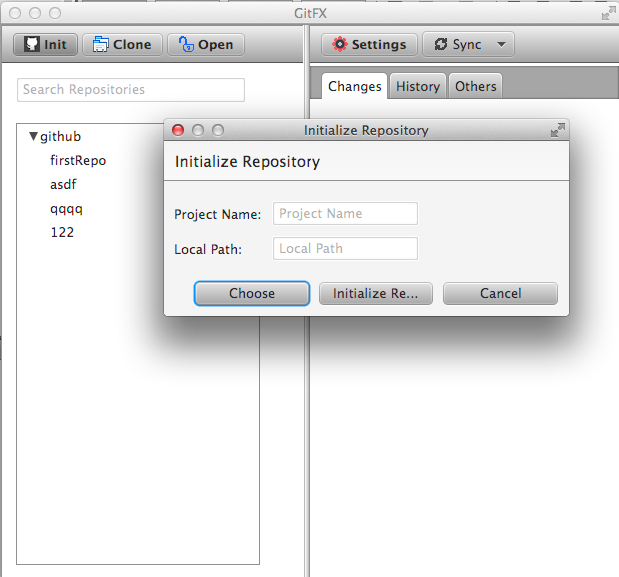 GitFX
Init Clone Open Settings Sync
Search Repositories
Changes History Others
github
firstRepo
asdf
qqqq
122
Initialize Repository
Initialize Repository
Project Name: Project Name
Local Path: Local Path
Choose Initialize Re... Cancel